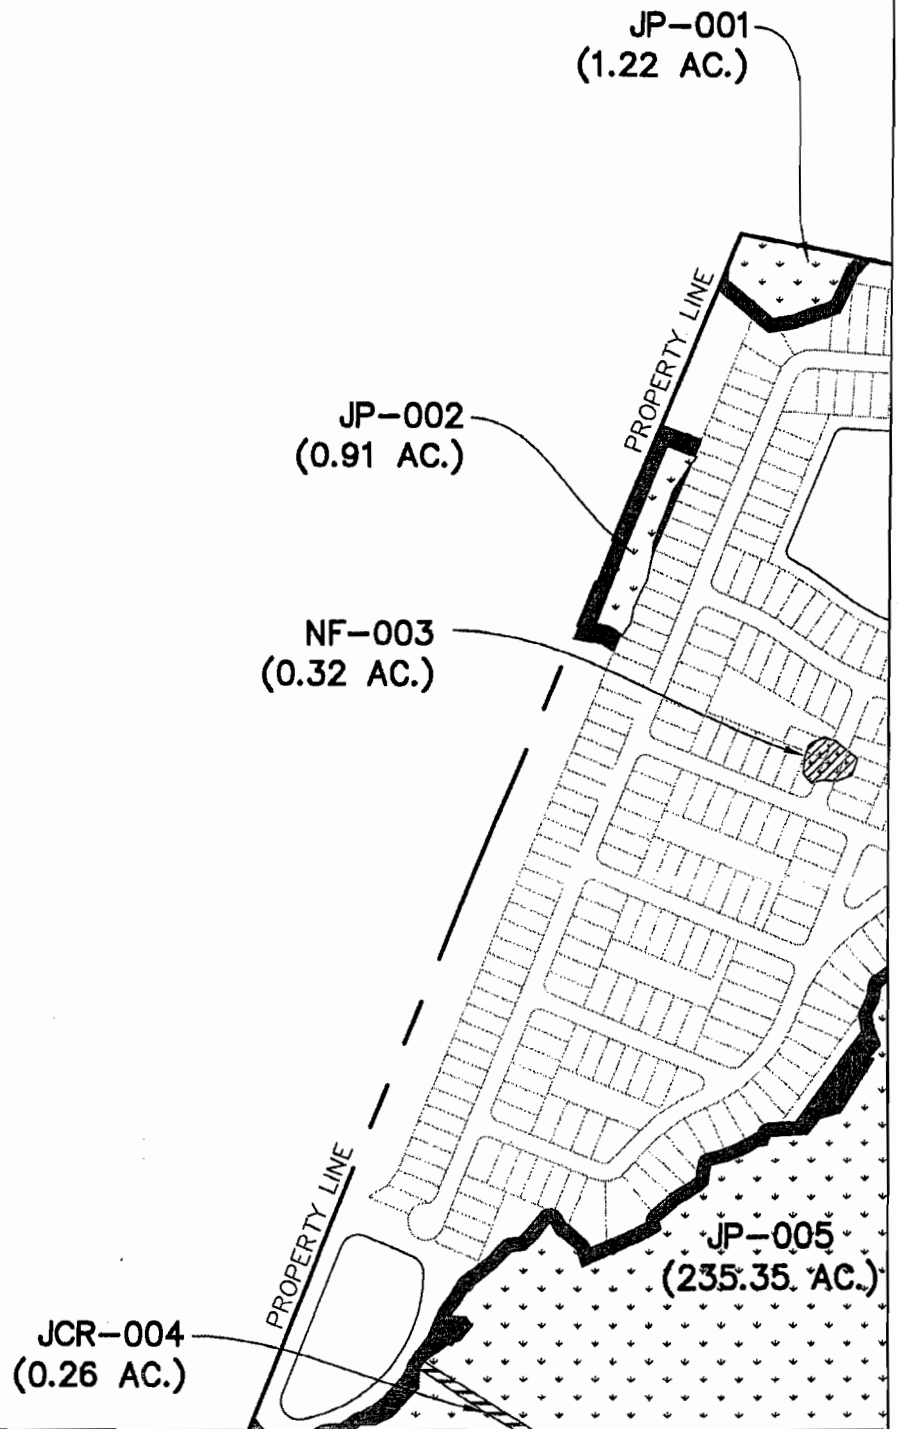 JP-001
(1.22 AC.)
PROPERTY LINE
JP-002
(0.91 AC.)
NF-003
(0.32 AC.)
PROPERTY LINE
JP-005
(235.35 AC.)
JCR-004
(0.26 AC.)